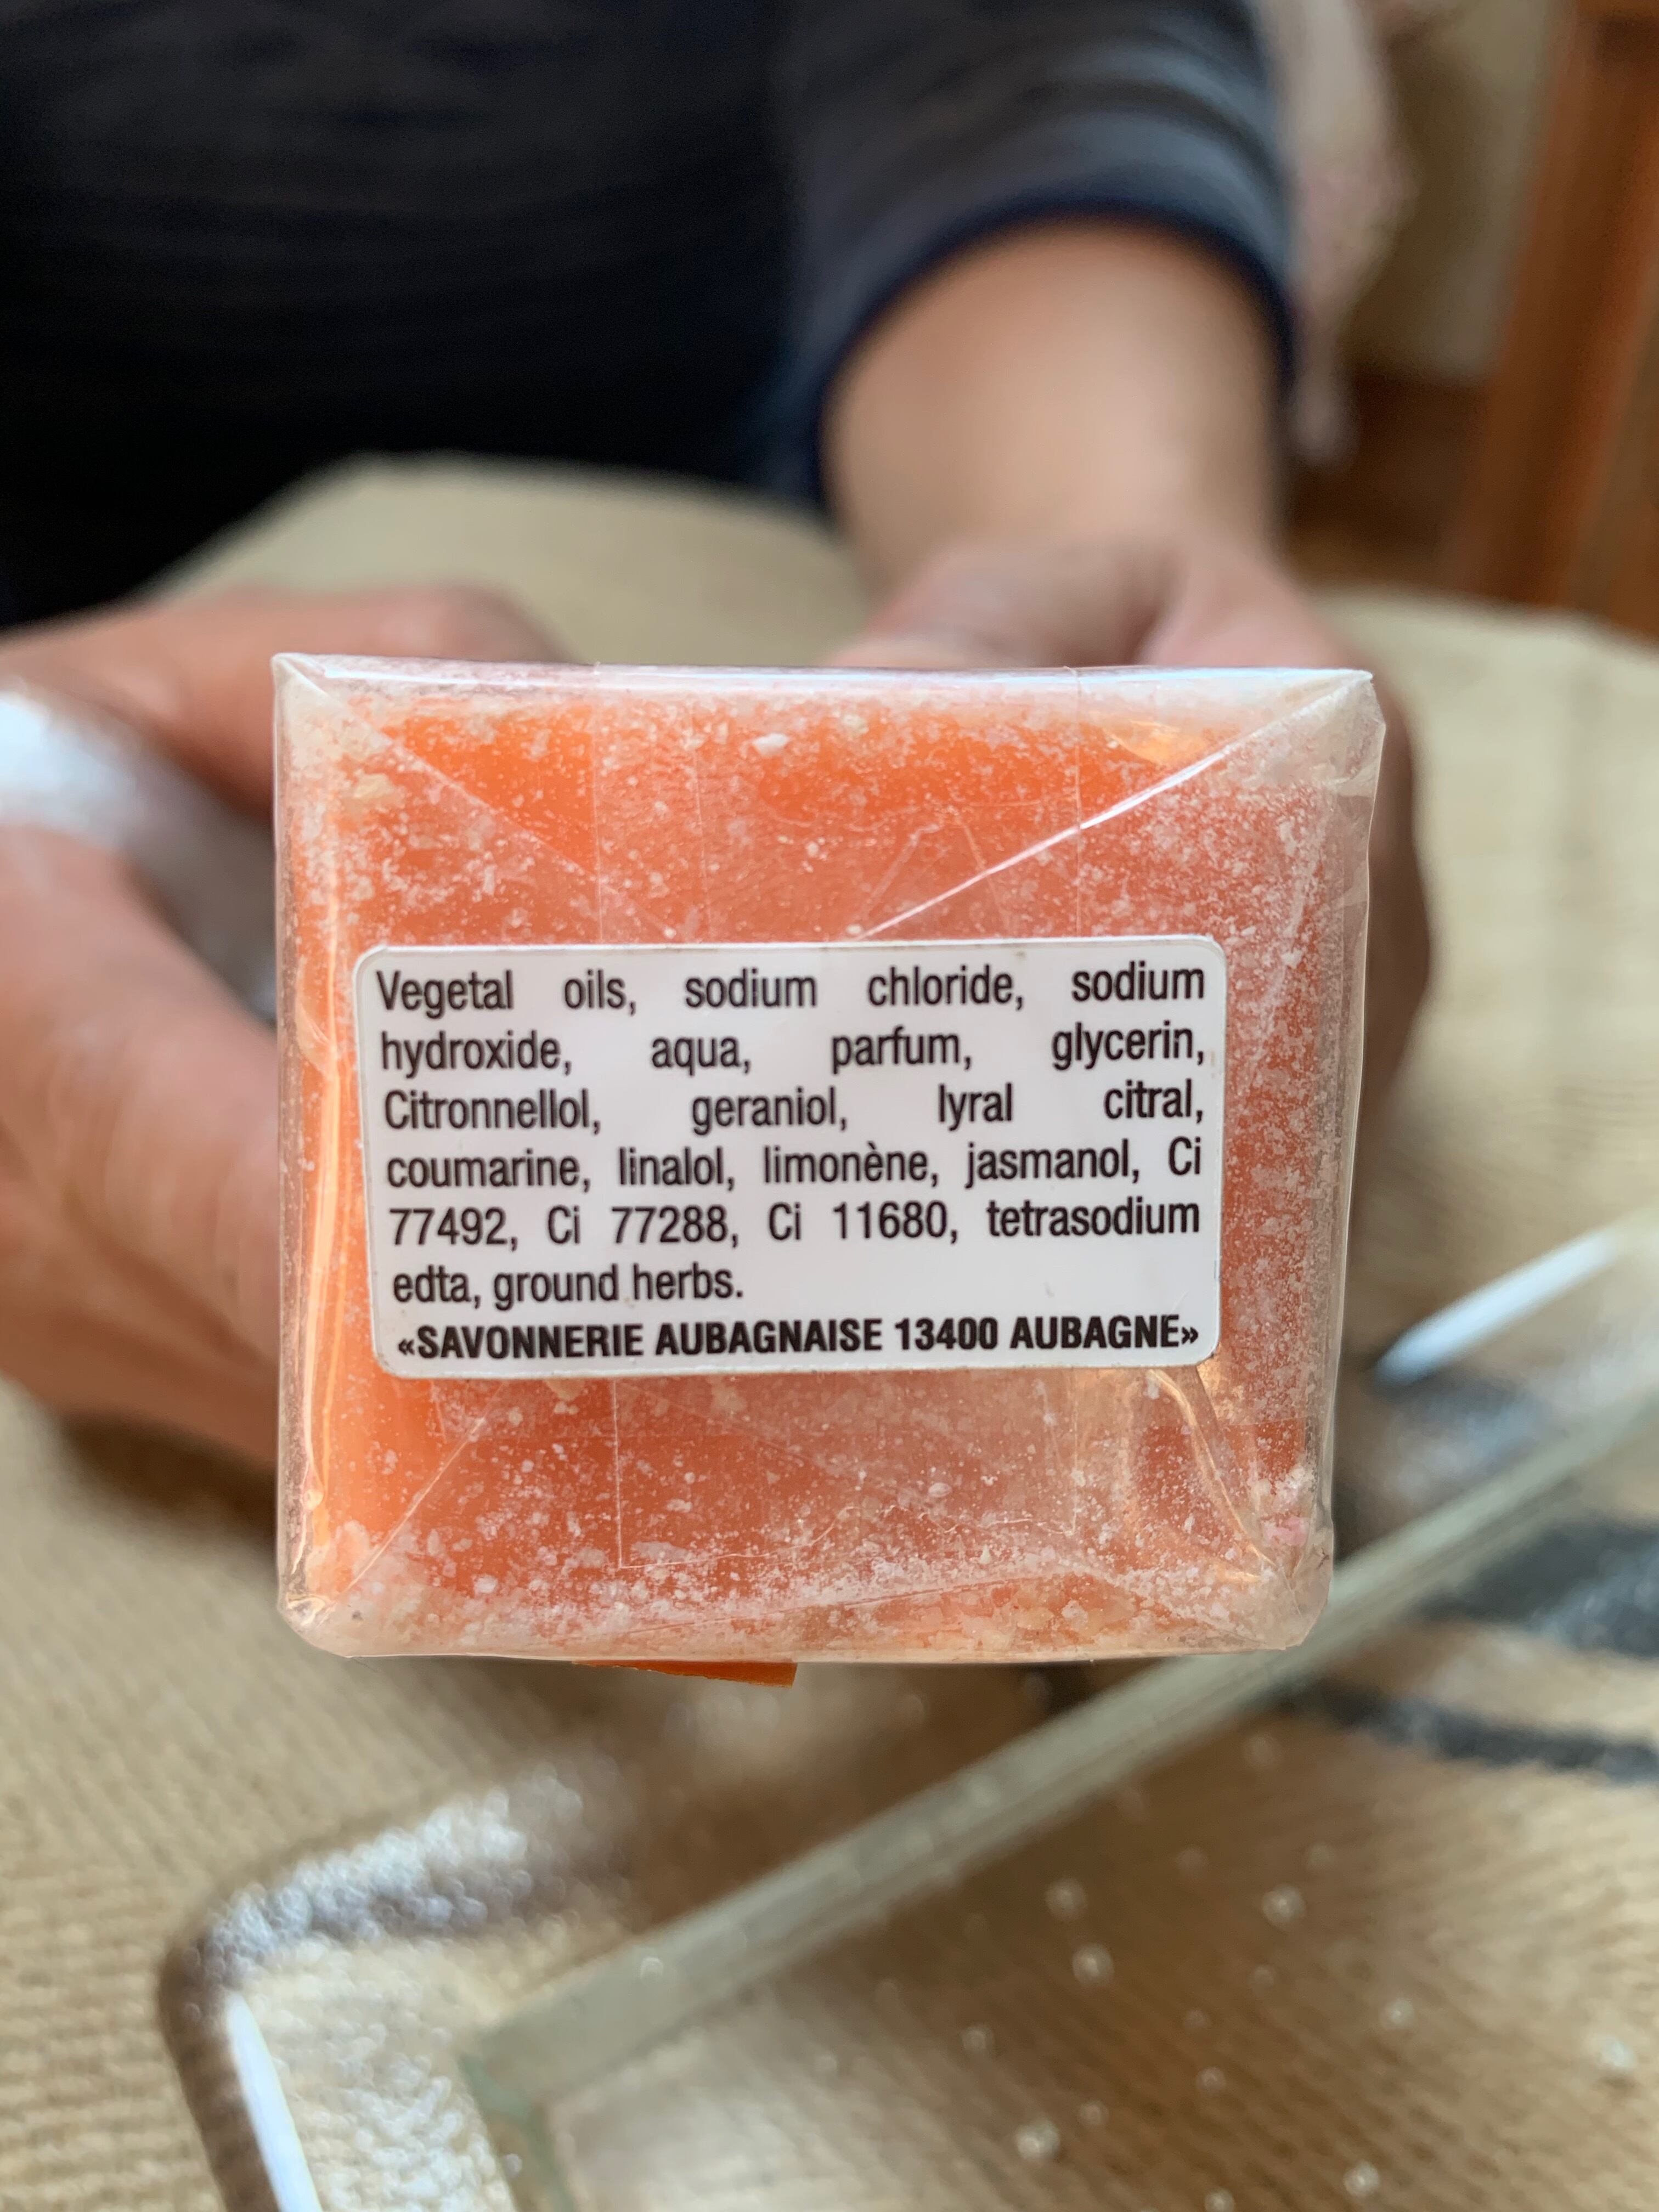 Vegetal oils, sodium chloride, sodium
hydroxide, aqua, parfum, glycerin,
Citronnellol, geraniol, lyral citral,
coumarine, linalol, limonène, jasmanol, Ci
77492, Ci 77288, Ci 11680, tetrasodium
edta, ground herbs.
«SAVONNERIE AUBAGNAISE 13400 AUBAGNE»